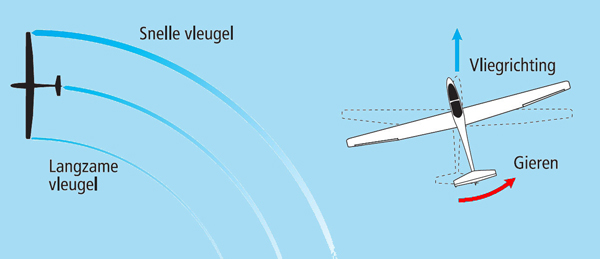 Snelle vleugel
Langzame
vleugel
Vliegrichting
Gieren